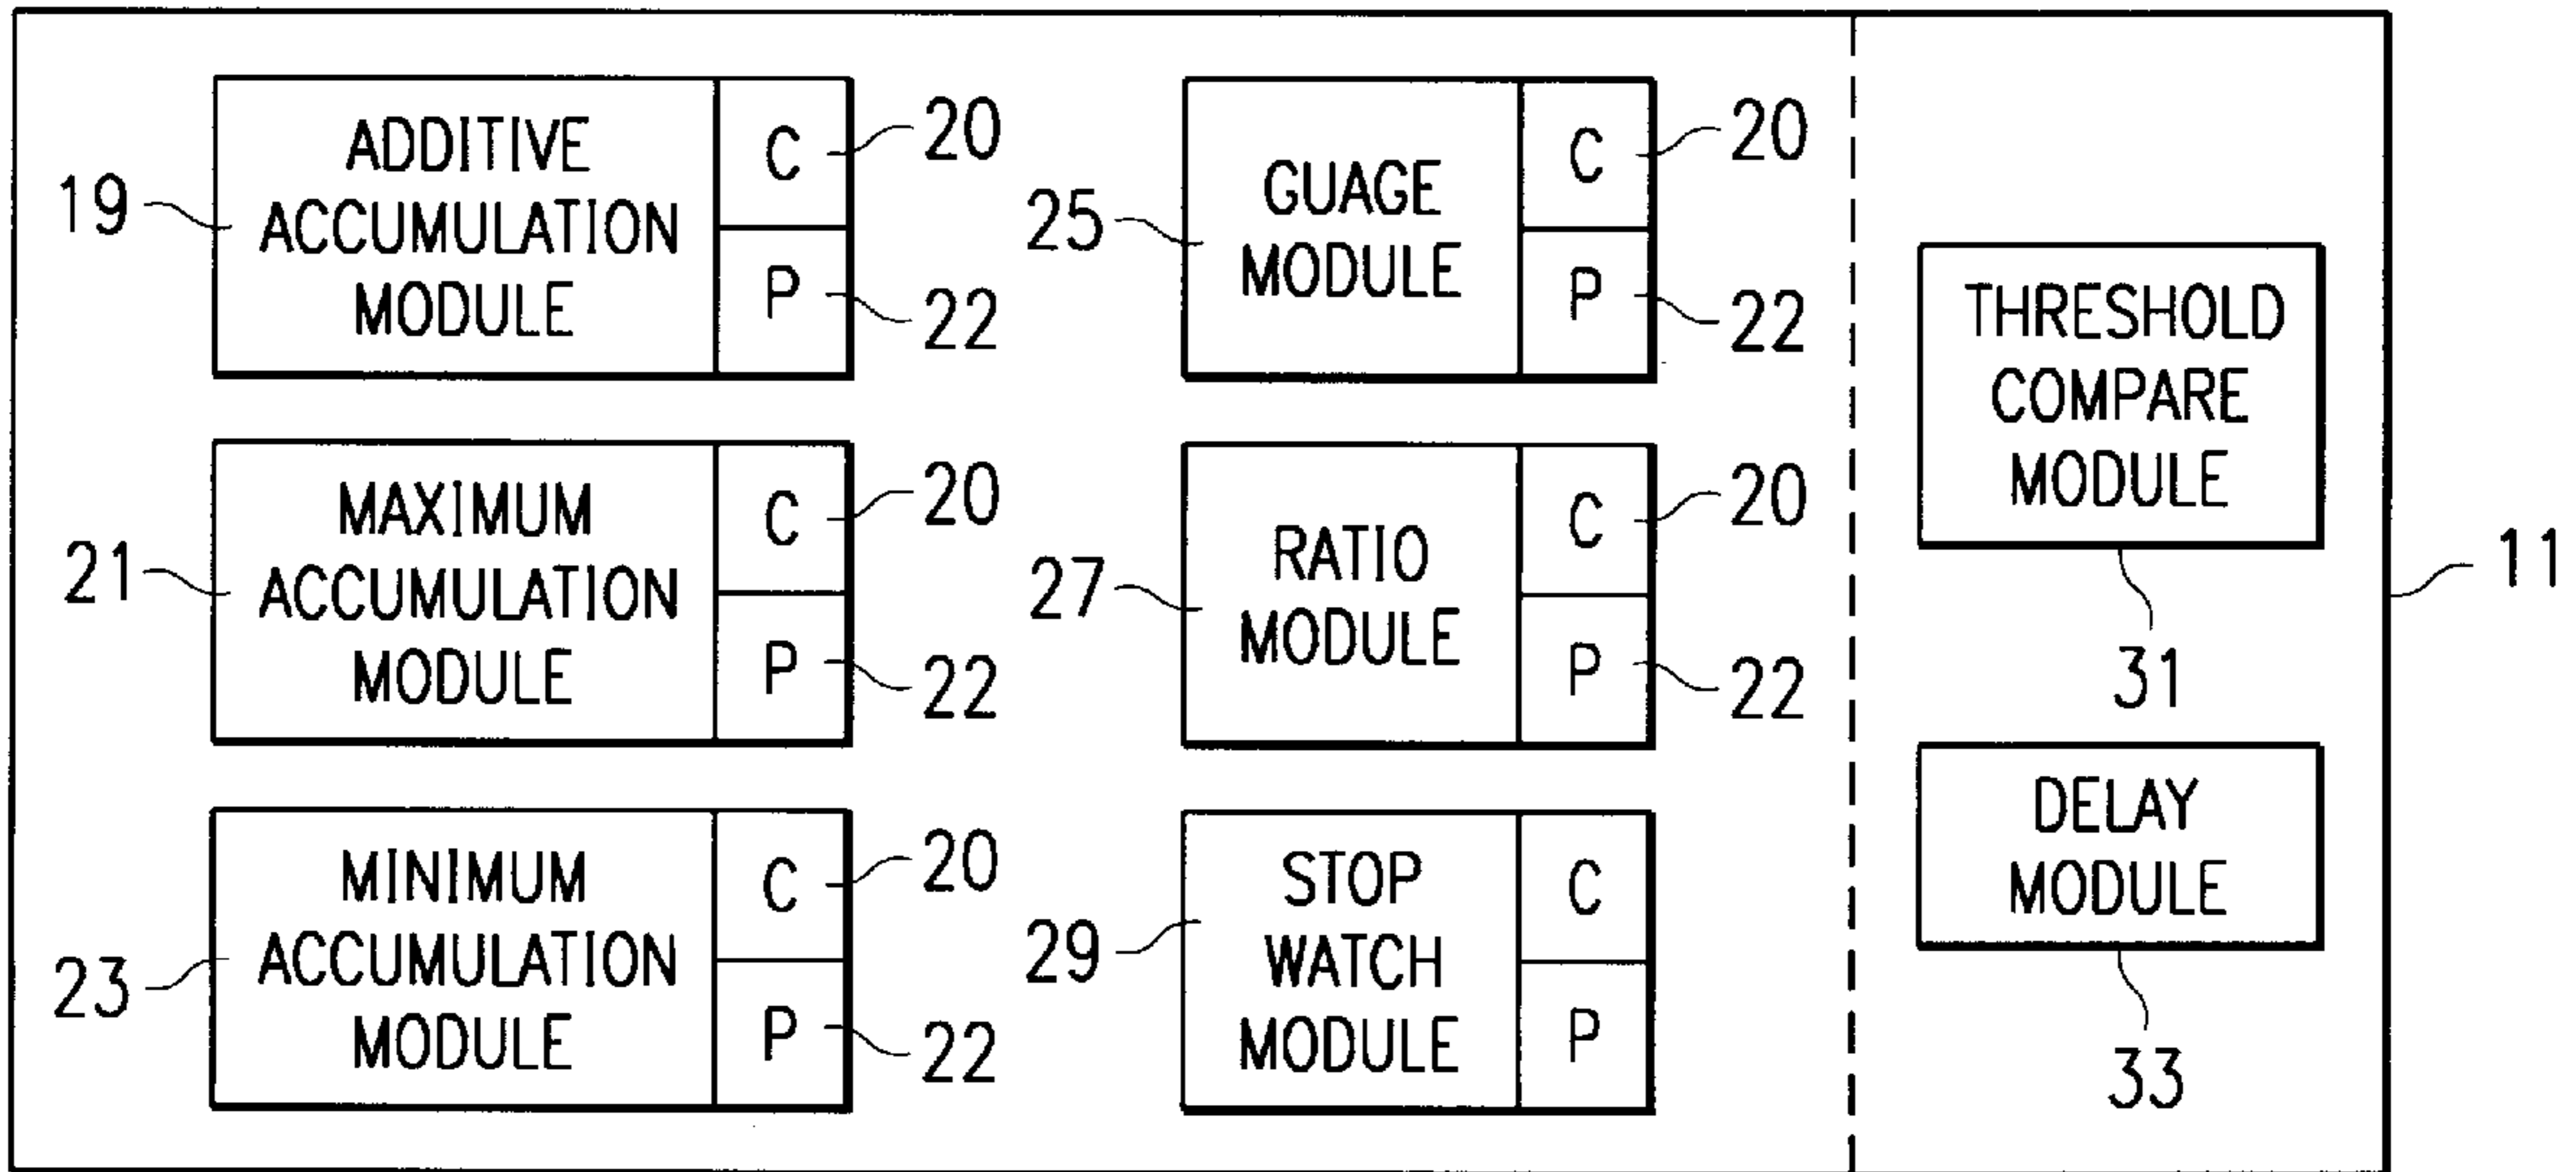 19
ADDITIVE
ACCUMULATION
MODULE
C
20
P
22
21
MAXIMUM
ACCUMULATION
MODULE
C
20
P
22
23
MINIMUM
ACCUMULATION
MODULE
C
20
P
22
25
GUAGE
MODULE
C
20
P
22
27
RATIO
MODULE
C
20
P
22
29
STOP
WATCH
MODULE
C
P
THRESHOLD
COMPARE
MODULE
31
DELAY
MODULE
33
11